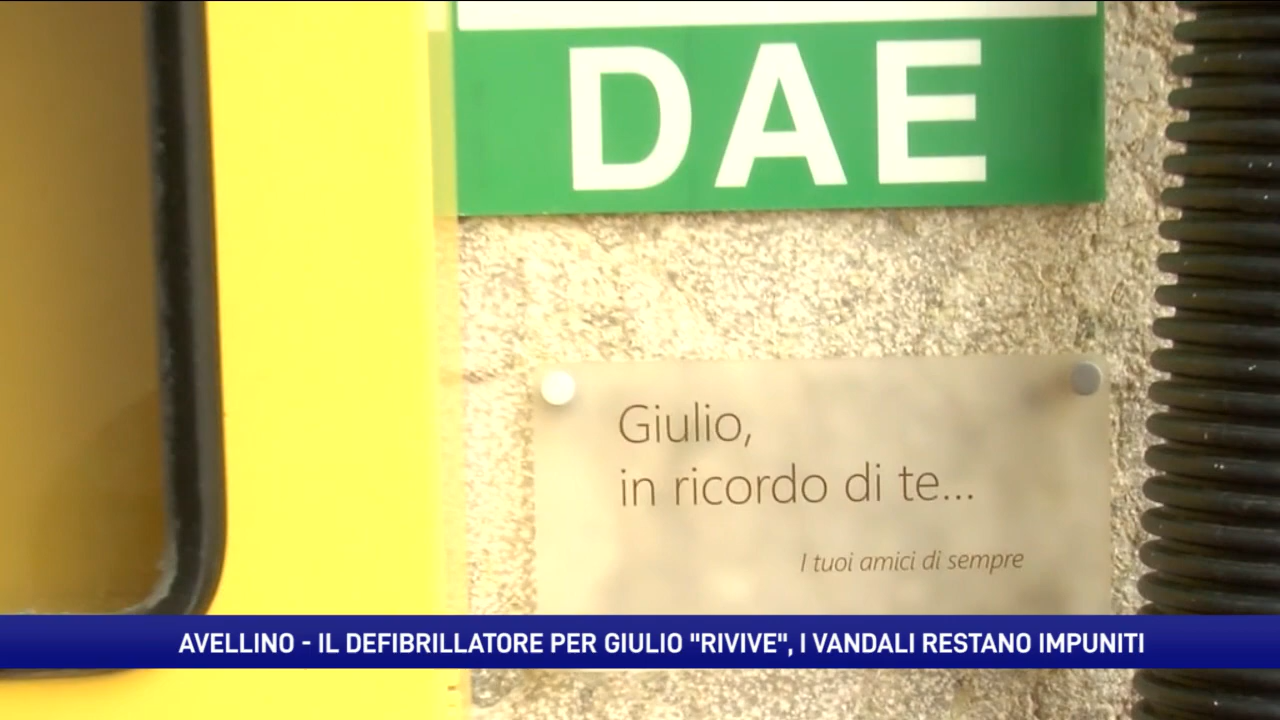 DAE
Giulio,
in ricordo di te...
I tuoi amici di sempre
AVELLINO - IL DEFIBRILLATORE PER GIULIO "RIVIVE", I VANDALI RESTANO IMPUNITI